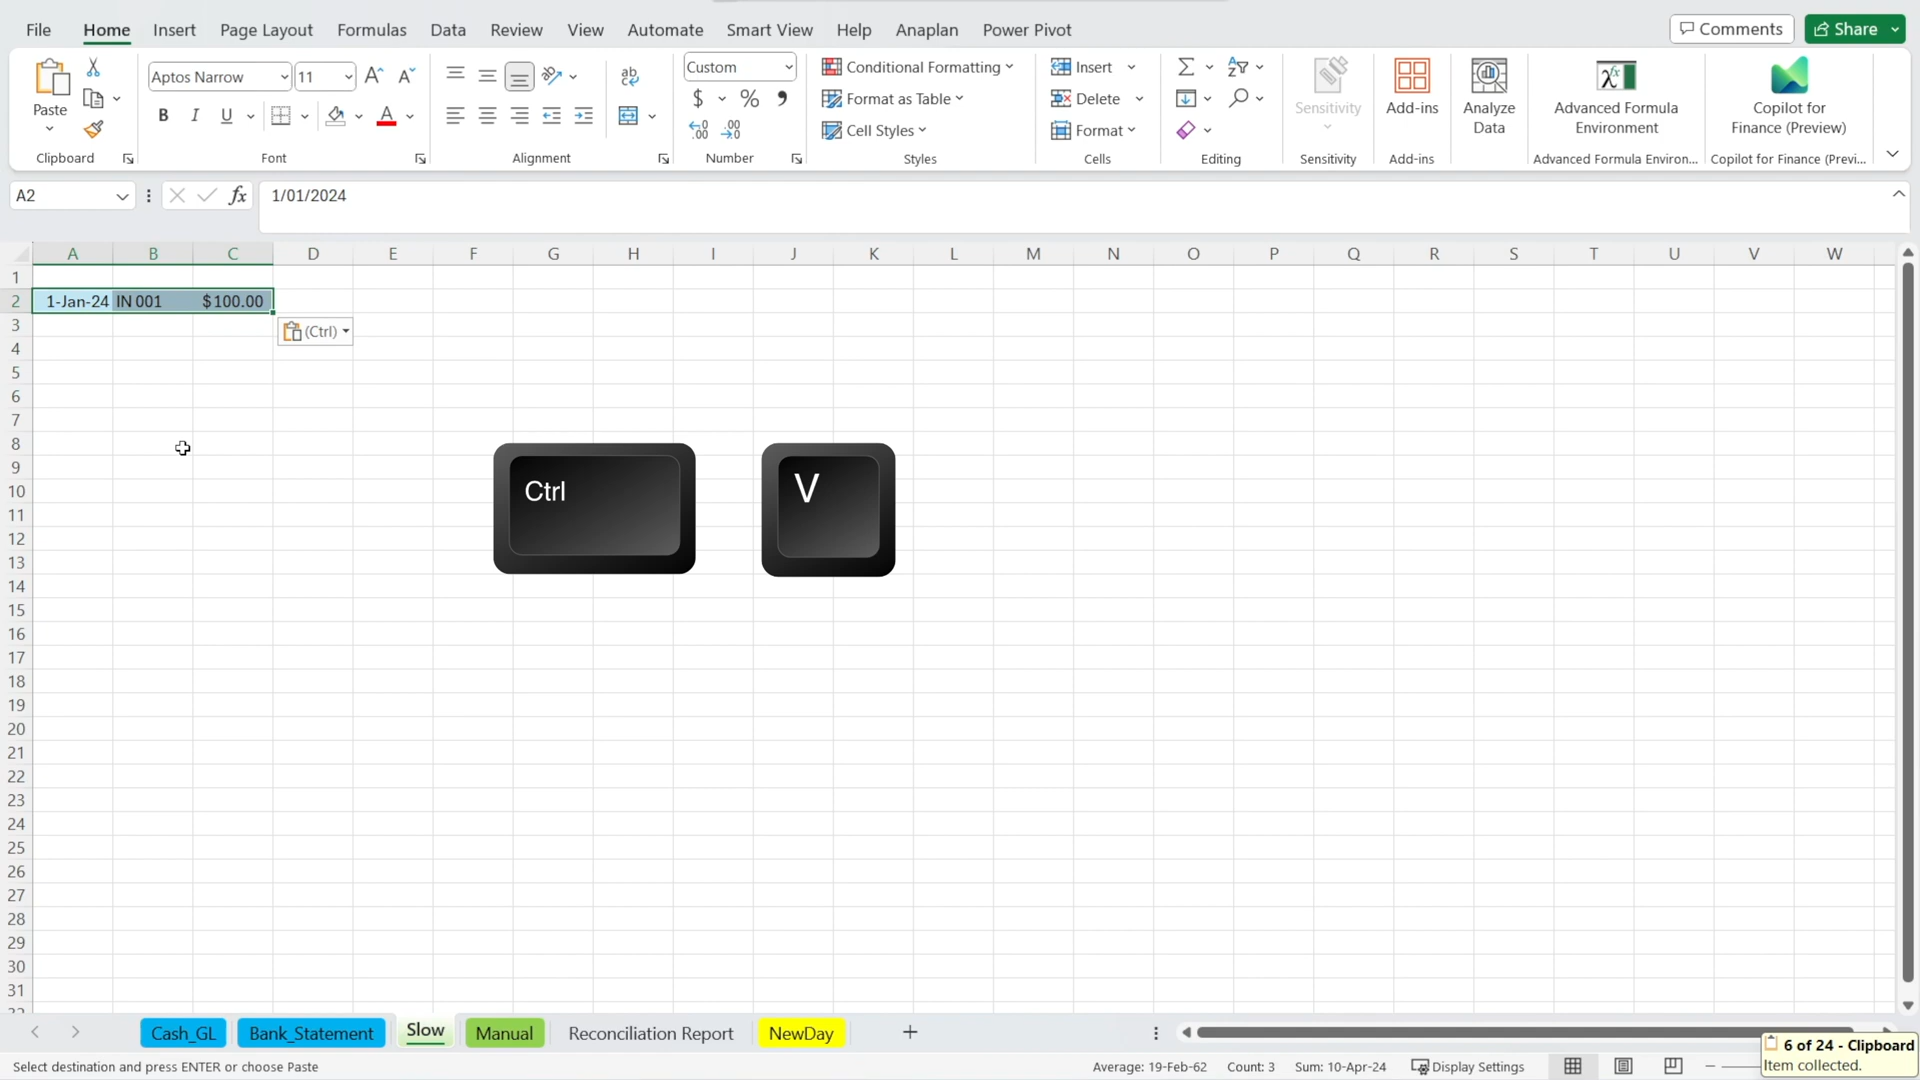 File Home Insert Page Layout Formulas Data Review View Automate Smart View Help Anaplan Power Pivot Comments Share
Paste
Clipboard
Aptos Narrow 11
B I U A
Font
ab
Alignment
Custom
$ % ,
.00 .00
Number
Conditional Formatting
Format as Table
Cell Styles
Styles
Insert
Delete
Format
Cells
Editing
Sensitivity
Sensitivity
Add-ins
Add-ins
Analyze
Data
Advanced Formula
Environment
Advanced Formula Environ...
Copilot for
Finance (Preview)
Copilot for Finance (Previ...
A2 fx 1/01/2024
A B C D E F G H I J K L M N O P Q R S T U V W
1
2 1-Jan-24 IN 001 $100.00
3 (Ctrl)
4
5
6
7
8
9
10 Ctrl V
11
12
13
14
15
16
17
18
19
20
21
22
23
24
25
26
27
28
29
30
31
Cash_GL Bank_Statement Slow Manual Reconciliation Report NewDay
Select destination and press ENTER or choose Paste Average: 19-Feb-62 Count: 3 Sum: 10-Apr-24 Display Settings
6 of 24 - Clipboard
Item collected.